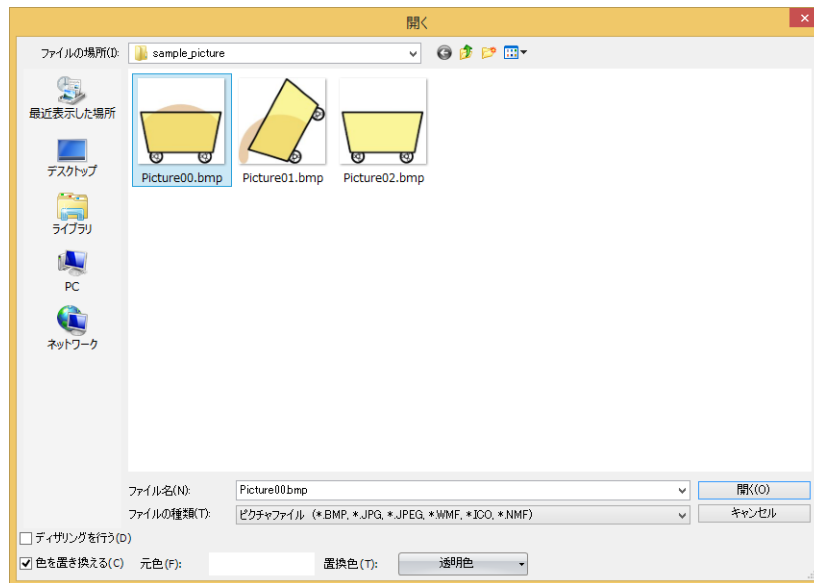 開く
ファイルの場所(I): sample_picture
最近表示した場所
デスクトップ
ライブラリ
PC
ネットワーク
Picture00.bmp Picture01.bmp Picture02.bmp
ファイル名(N): Picture00.bmp 開く(O)
ファイルの種類(T): ピクチャファイル (*.BMP, *.JPG, *.JPEG, *.WMF, *.ICO, *.NMF) キャンセル
ディザリングを行う(D)
色を置き換える(C) 元色(F): 置換色(T): 透明色